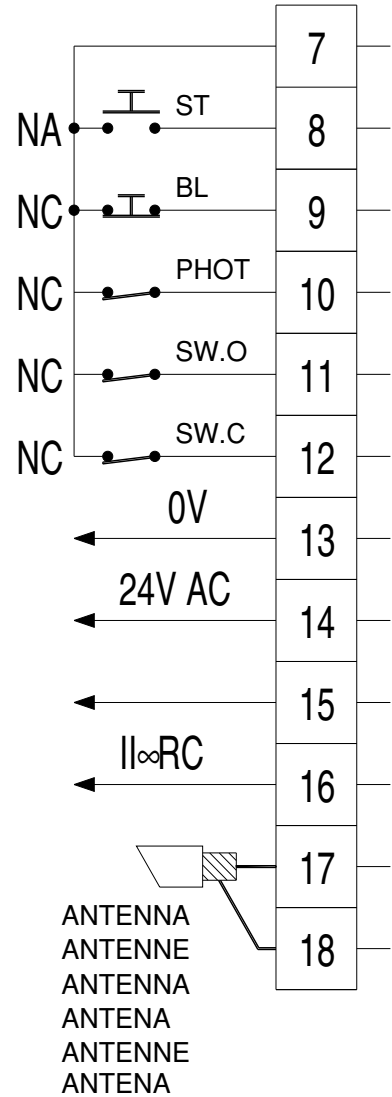 7
ST
NA 8
BL
NC 9
PHOT
NC 10
SW.O
NC 11
SW.C
NC 12
0V
13
24V AC
14
15
II∞RC
16
17
ANTENNA
ANTENNE 18
ANTENNA
ANTENA
ANTENNE
ANTENA